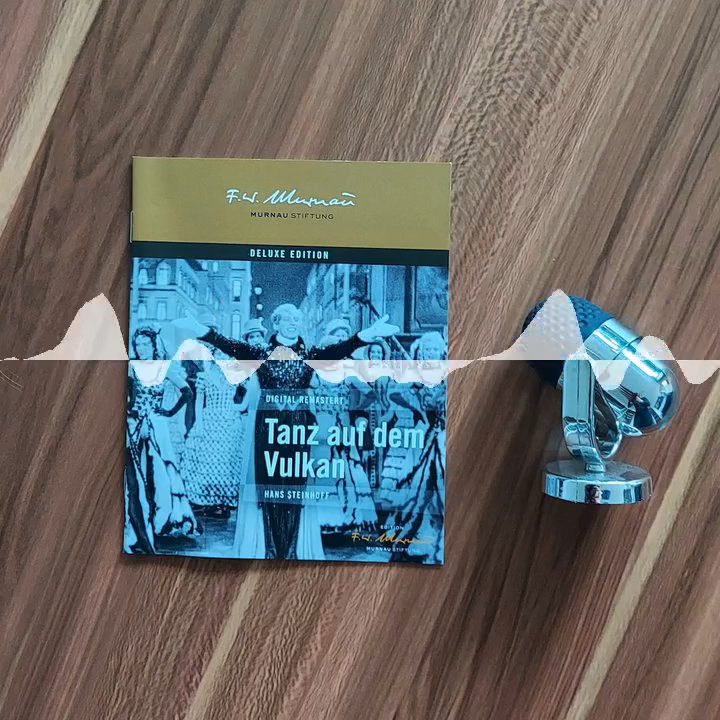 F.W. Murnau
MURNAU STIFTUNG
DELUXE EDITION
DIGITAL REMASTERT
Tanz auf dem
Vulkan
HANS STEINHOFF
EDITION
F.W. Murnau
MURNAU STIFTUNG